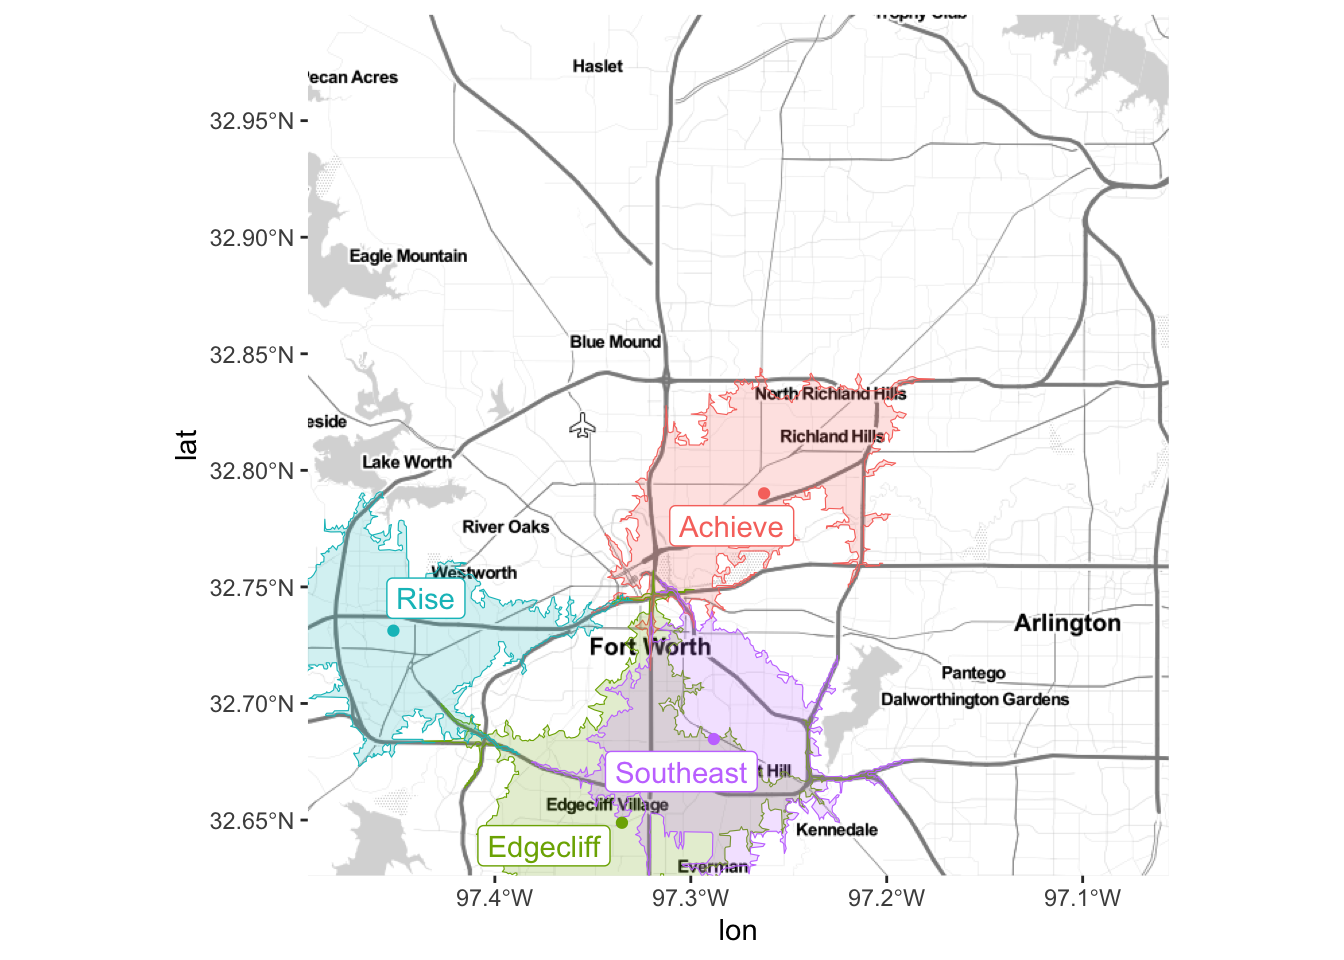 Trophy Club
Haslet
Pecan Acres
32.95°N
32.90°N
Eagle Mountain
32.85°N
Blue Mound
North Richland Hills
eside
Richland Hills
lat
Lake Worth
32.80°N
River Oaks
Achieve
Westworth
32.75°N
Rise
Arlington
Fort Worth
Pantego
32.70°N
Dalworthington Gardens
Southeast
t Hill
Edgecliff Village
32.65°N
Kennedale
Edgecliff
Everman
97.4°W
97.3°W
97.2°W
97.1°W
lon